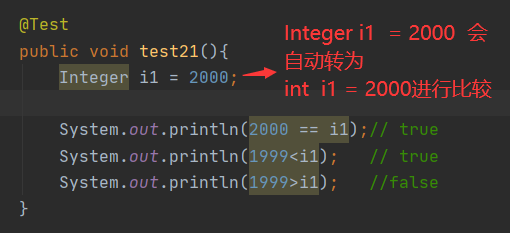 @Test
public void test21(){
Integer i1 = 2000;
System.out.println(2000 == i1);// true
System.out.println(1999<i1);   // true
System.out.println(1999>i1);   //false
}
Integer i1 = 2000 会
自动转为
int i1 = 2000进行比较